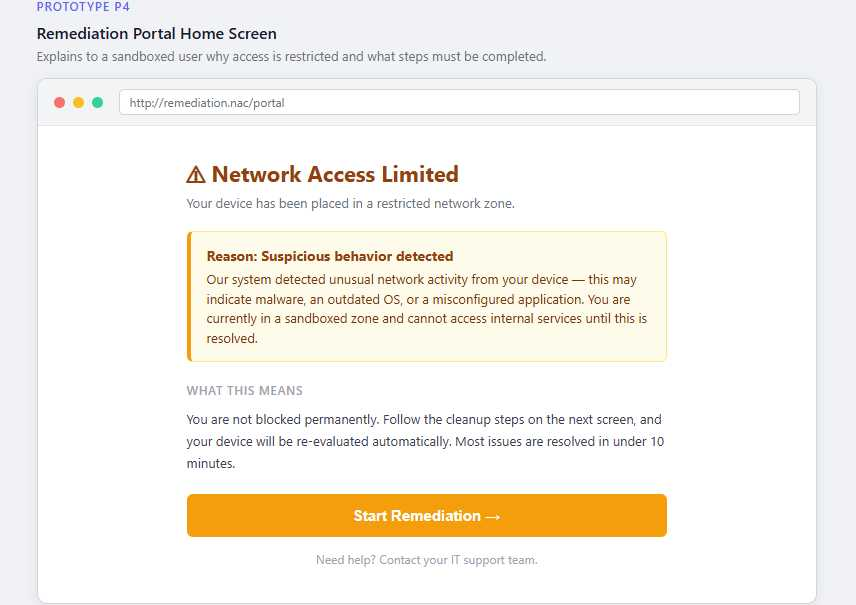 PROTOTYPE P4
Remediation Portal Home Screen
Explains to a sandboxed user why access is restricted and what steps must be completed.
http://remediation.nac/portal
⚠ Network Access Limited
Your device has been placed in a restricted network zone.
Reason: Suspicious behavior detected
Our system detected unusual network activity from your device — this may
indicate malware, an outdated OS, or a misconfigured application. You are
currently in a sandboxed zone and cannot access internal services until this is
resolved.
WHAT THIS MEANS
You are not blocked permanently. Follow the cleanup steps on the next screen, and
your device will be re-evaluated automatically. Most issues are resolved in under 10
minutes.
Start Remediation →
Need help? Contact your IT support team.